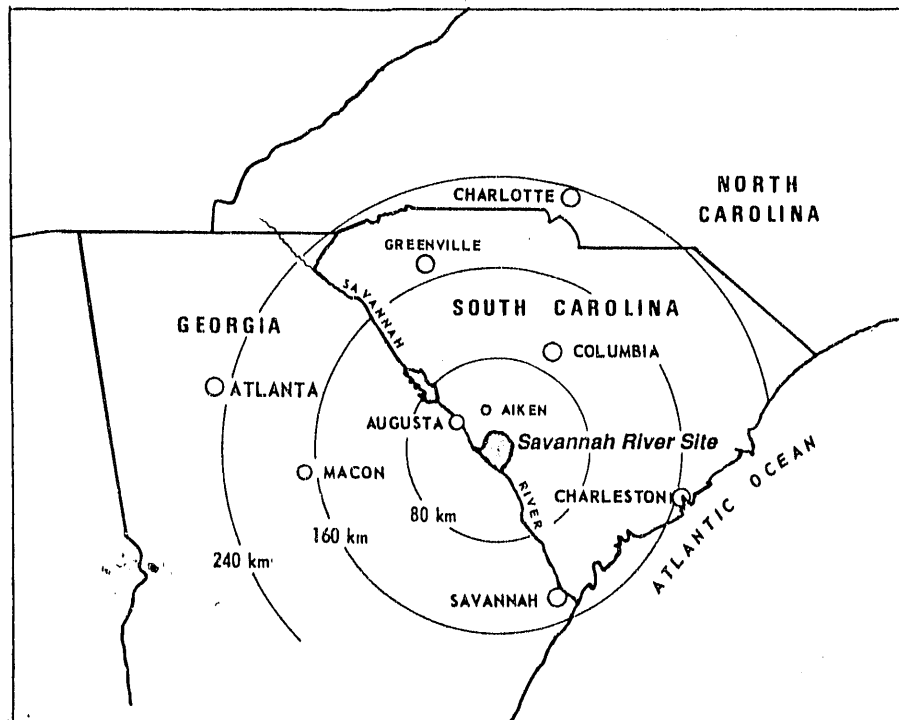 CHARLOTTE
NORTH
CAROLINA
GREENVILLE
SAVANNAH
SOUTH CAROLINA
GEORGIA
COLUMBIA
ATLANTA
AIKEN
AUGUSTA
Savannah River Site
MACON
RIVER
CHARLESTON
80 km
160 km
240 km
ATLANTIC OCEAN
SAVANNAH